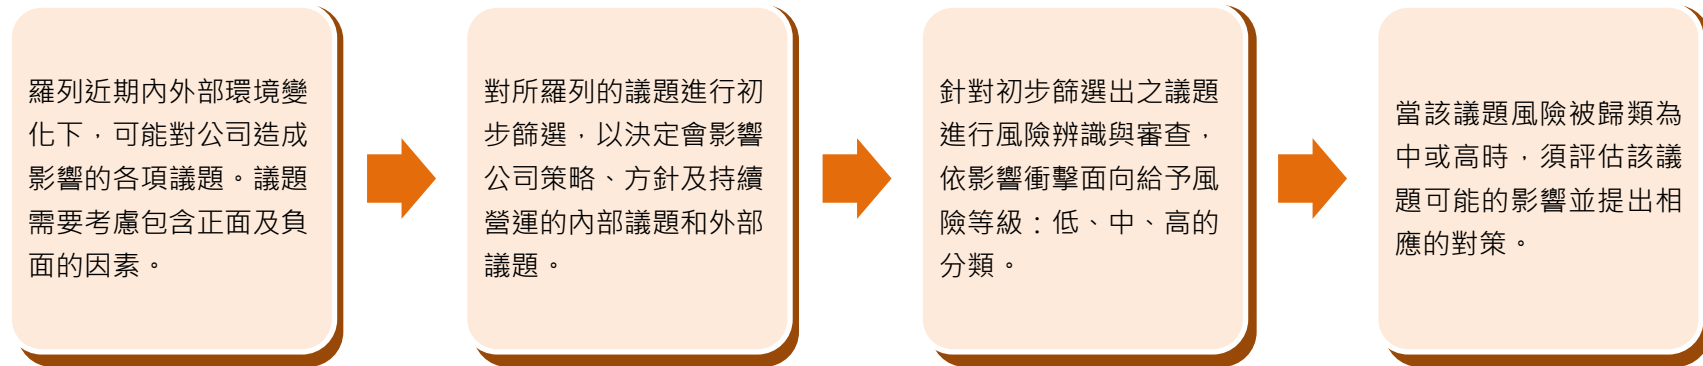 羅列近期內外部環境變
化下，可能對公司造成
影響的各項議題。議題
需要考慮包含正面及負
面的因素。
對所羅列的議題進行初
步篩選，以決定會影響
公司策略、方針及持續
營運的內部議題和外部
議題。
針對初步篩選出之議題
進行風險辨識與審查，
依影響衝擊面向給予風
險等級：低、中、高的
分類。
當該議題風險被歸類為
中或高時，須評估該議
題可能的影響並提出相
應的對策。